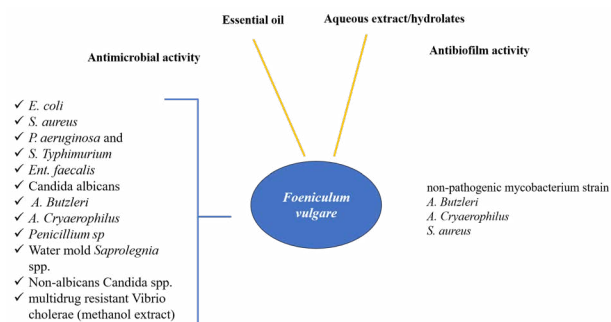 Essential oil
Aqueous extract/hydrolates
Antimicrobial activity
Antibiofilm activity
✓ E. coli
✓ S. aureus
✓ P. aeruginosa and
✓ S. Typhimurium
✓ Ent. faecalis
✓ Candida albicans
✓ A. Butzleri
✓ A. Cryaerophilus
✓ Penicillium sp
✓ Water mold Saprolegnia
spp.
✓ Non-albicans Candida spp.
✓ multidrug resistant Vibrio
cholerae (methanol extract)
Foeniculum
vulgare
non-pathogenic mycobacterium strain
A. Butzleri
A. Cryaerophilus
S. aureus